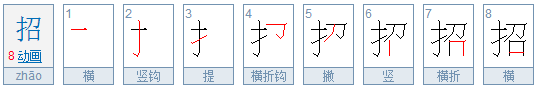 招 1 2 3 4 5 6 7 8
8 动画
zhāo 横 竖钩 提 横折钩 撇 竖 横折 横